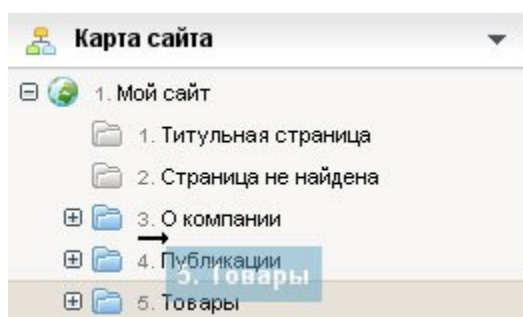 Карта сайта
1. Мой сайт
1. Титульная страница
2. Страница не найдена
3. О компании
4. Публикации
5. Товары
5. Товары